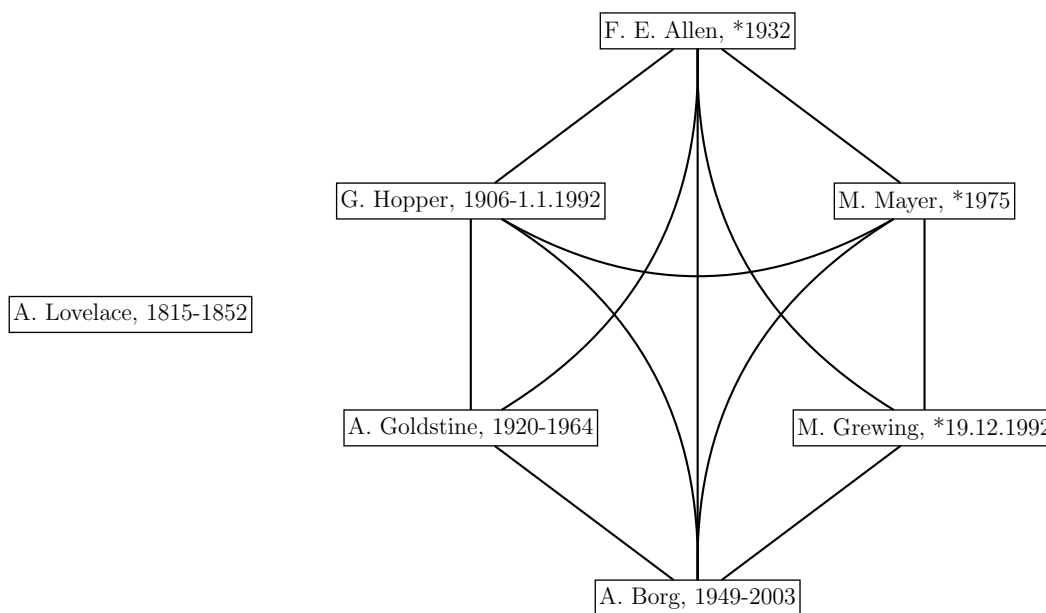 F. E. Allen, *1932
G. Hopper, 1906-1.1.1992
M. Mayer, *1975
A. Lovelace, 1815-1852
A. Goldstine, 1920-1964
M. Grewing, *19.12.1992
A. Borg, 1949-2003